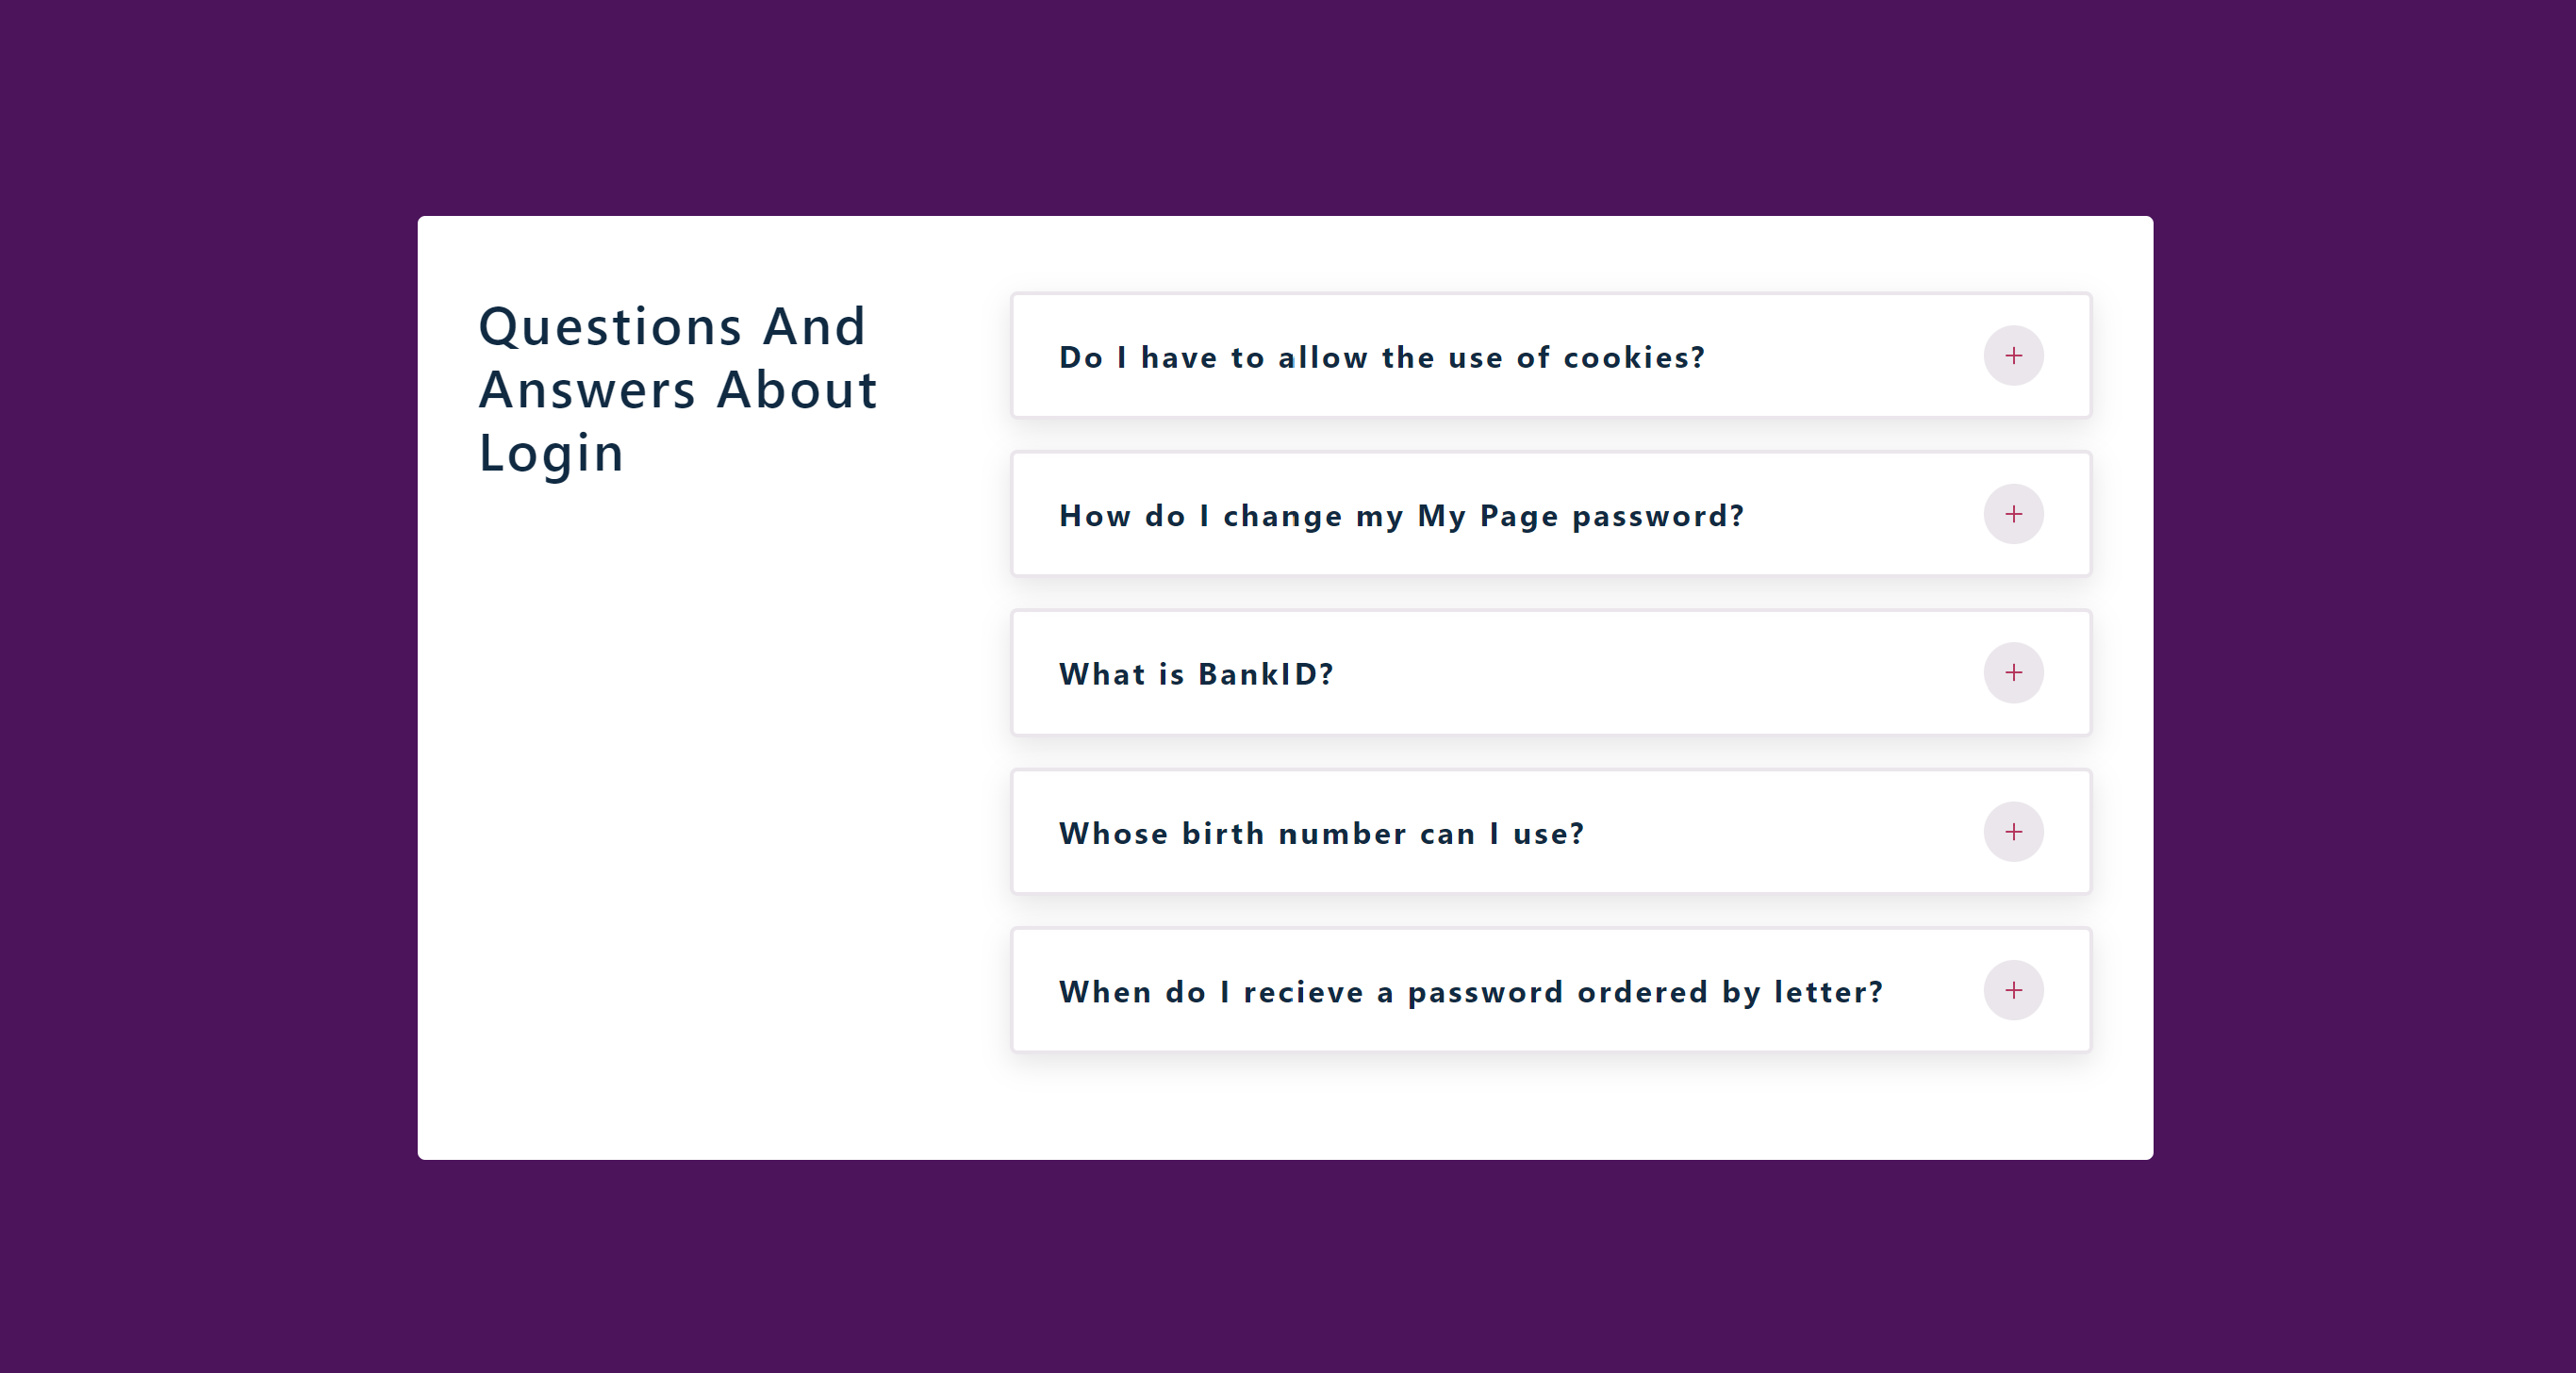 Questions And
Answers About
Login
Do I have to allow the use of cookies?
How do I change my My Page password?
What is BankID?
Whose birth number can I use?
When do I recieve a password ordered by letter?